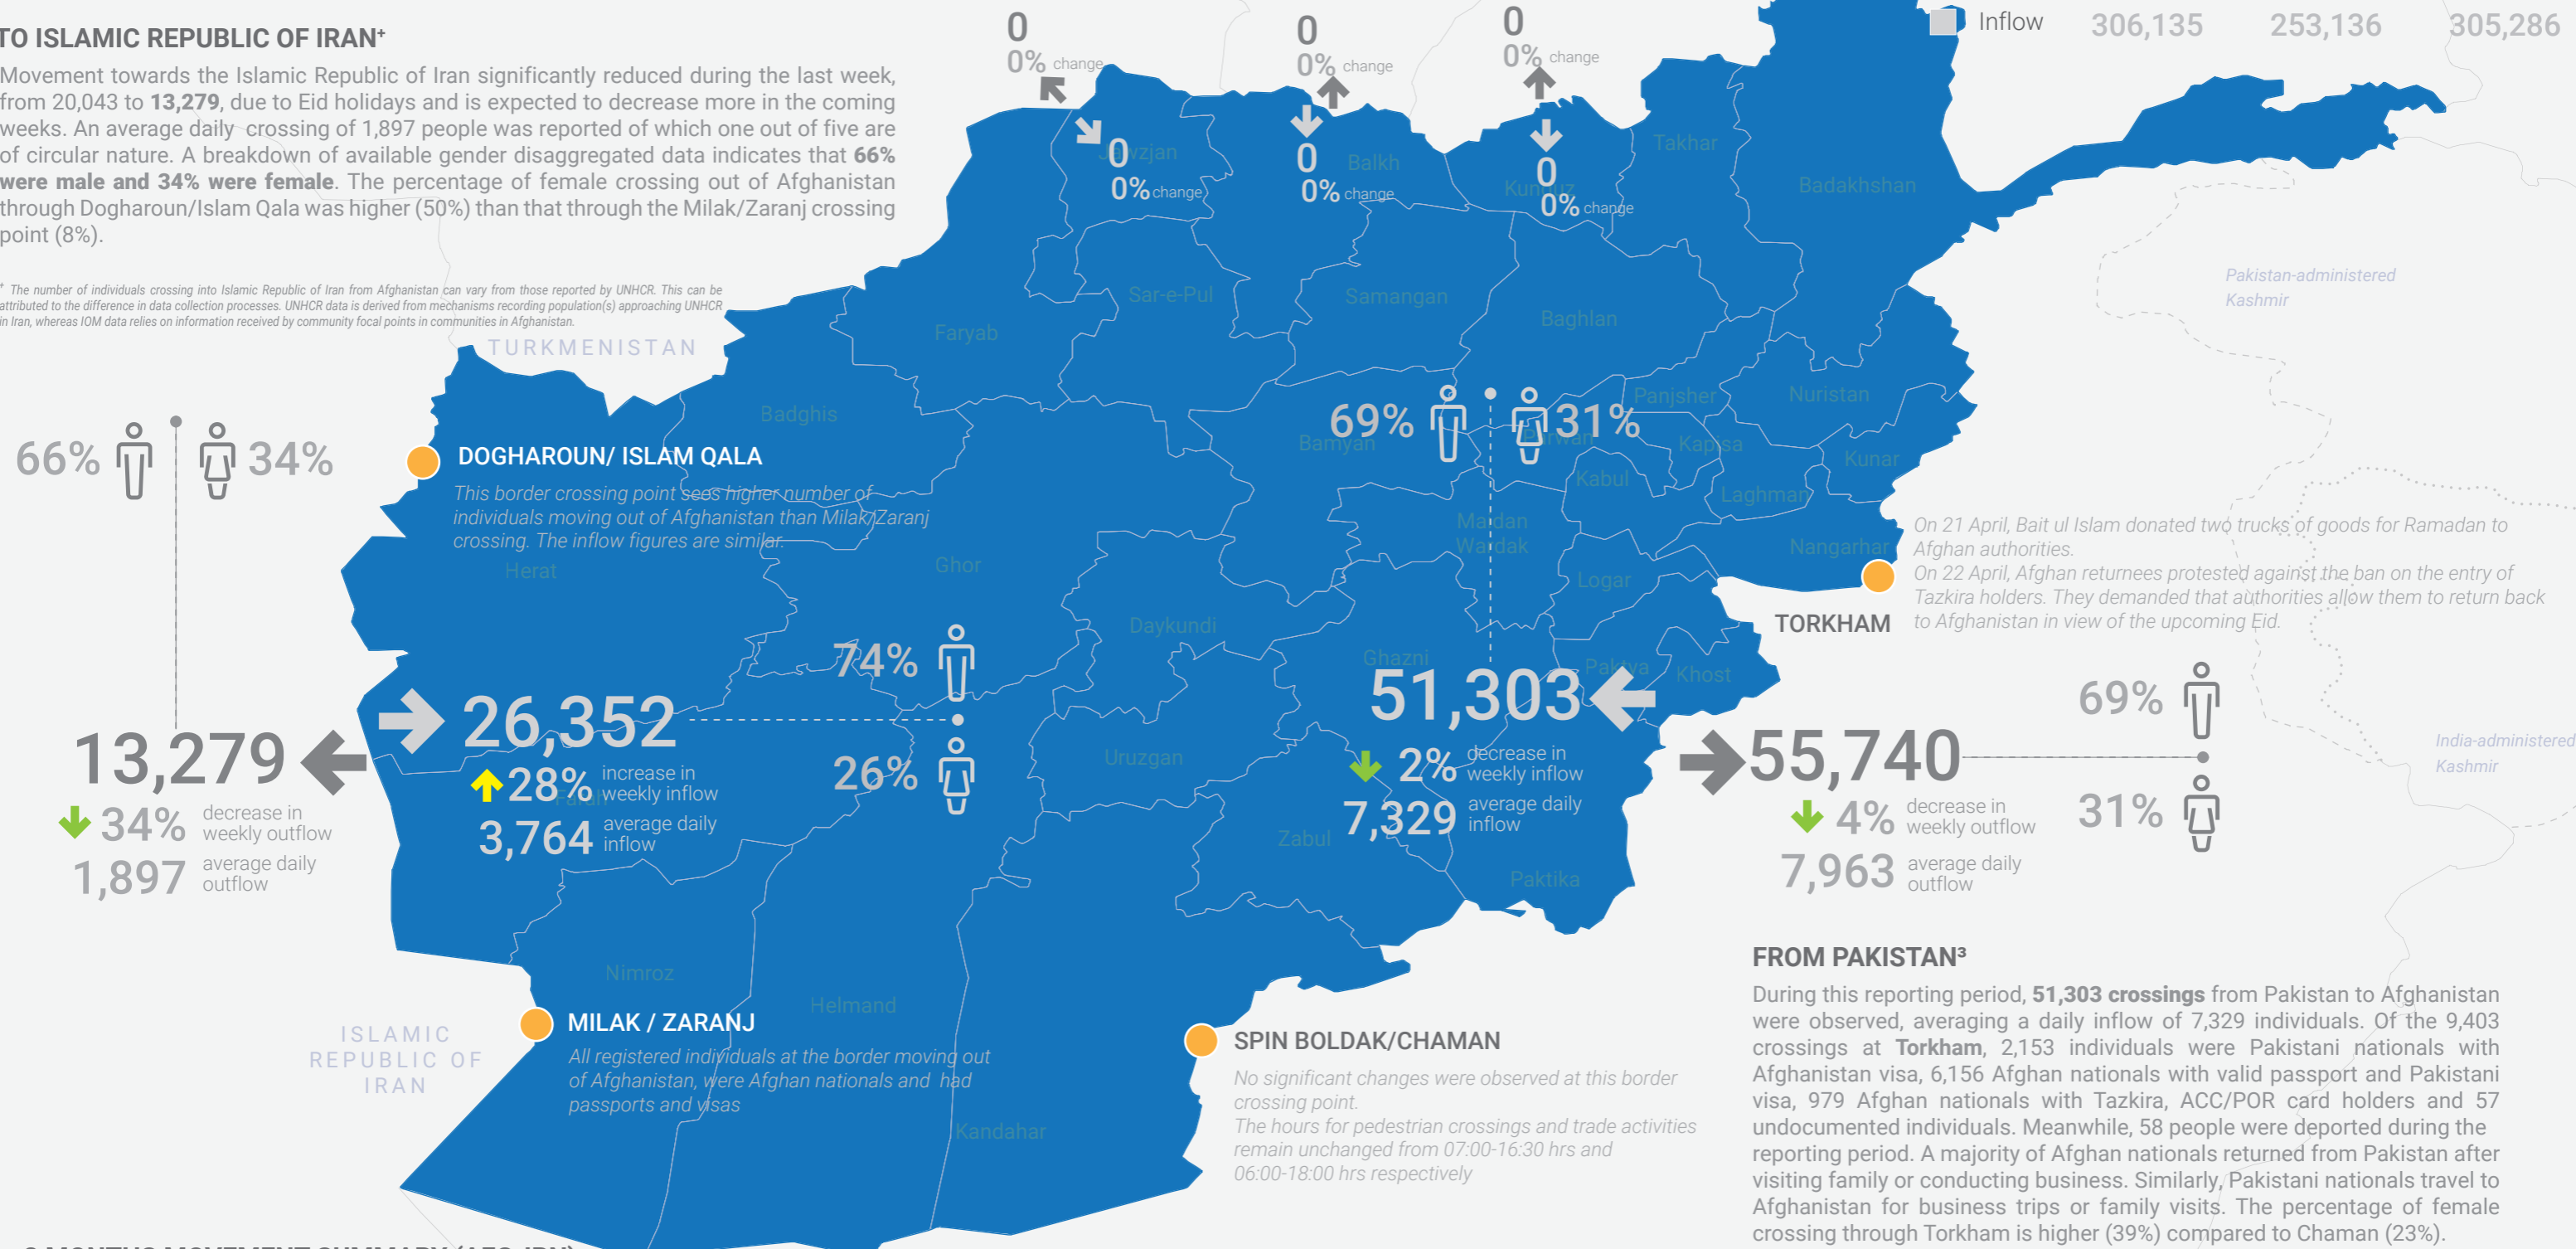 TO ISLAMIC REPUBLIC OF IRAN⁺
Movement towards the Islamic Republic of Iran significantly reduced during the last week,
from 20,043 to 13,279, due to Eid holidays and is expected to decrease more in the coming
weeks. An average daily crossing of 1,897 people was reported of which one out of five are
of circular nature. A breakdown of available gender disaggregated data indicates that 66%
were male and 34% were female. The percentage of female crossing out of Afghanistan
through Dogharoun/Islam Qala was higher (50%) than that through the Milak/Zaranj crossing
point (8%).
⁺ The number of individuals crossing into Islamic Republic of Iran from Afghanistan can vary from those reported by UNHCR. This can be
attributed to the difference in data collection processes. UNHCR data is derived from mechanisms recording population(s) approaching UNHCR
in Iran, whereas IOM data relies on information received by community focal points in communities in Afghanistan.
0
0% change
0
0% change
0
0% change
0
0% change
0
0% change
0
0% change
Inflow 306,135 253,136 305,286
Jawzjan
Balkh
Kunduz
Takhar
Badakhshan
Pakistan-administered
Kashmir
Sar-e-Pul
Samangan
Baghlan
Faryab
TURKMENISTAN
Badghis
Panjsher
Nuristan
Bamyan
Parwan
Kapisa
Kunar
Kabul
Laghman
69% 31%
66% 34%
DOGHAROUN/ ISLAM QALA
This border crossing point sees higher number of
individuals moving out of Afghanistan than Milak/Zaranj
crossing. The inflow figures are similar.
Herat
Ghor
Maidan
Wardak
Nangarhar
Logar
On 21 April, Bait ul Islam donated two trucks of goods for Ramadan to
Afghan authorities.
On 22 April, Afghan returnees protested against the ban on the entry of
Tazkira holders. They demanded that authorities allow them to return back
to Afghanistan in view of the upcoming Eid.
TORKHAM
Daykundi
Ghazni
Paktya
Khost
74%
26%
26,352
28% increase in
weekly inflow
Farah
3,764 average daily
inflow
13,279
34% decrease in
weekly outflow
1,897 average daily
outflow
Uruzgan
Zabul
51,303
2% decrease in
weekly inflow
7,329 average daily
inflow
Paktika
55,740
4% decrease in
weekly outflow
7,963 average daily
outflow
69%
31%
India-administered
Kashmir
Nimroz
Helmand
Kandahar
ISLAMIC
REPUBLIC OF
IRAN
MILAK / ZARANJ
All registered individuals at the border moving out
of Afghanistan, were Afghan nationals and had
passports and visas
SPIN BOLDAK/CHAMAN
No significant changes were observed at this border
crossing point.
The hours for pedestrian crossings and trade activities
remain unchanged from 07:00-16:30 hrs and
06:00-18:00 hrs respectively
FROM PAKISTAN³
During this reporting period, 51,303 crossings from Pakistan to Afghanistan
were observed, averaging a daily inflow of 7,329 individuals. Of the 9,403
crossings at Torkham, 2,153 individuals were Pakistani nationals with
Afghanistan visa, 6,156 Afghan nationals with valid passport and Pakistani
visa, 979 Afghan nationals with Tazkira, ACC/POR card holders and 57
undocumented individuals. Meanwhile, 58 people were deported during the
reporting period. A majority of Afghan nationals returned from Pakistan after
visiting family or conducting business. Similarly, Pakistani nationals travel to
Afghanistan for business trips or family visits. The percentage of female
crossing through Torkham is higher (39%) compared to Chaman (23%).
MONTHS MOVEMENT SUMMARY